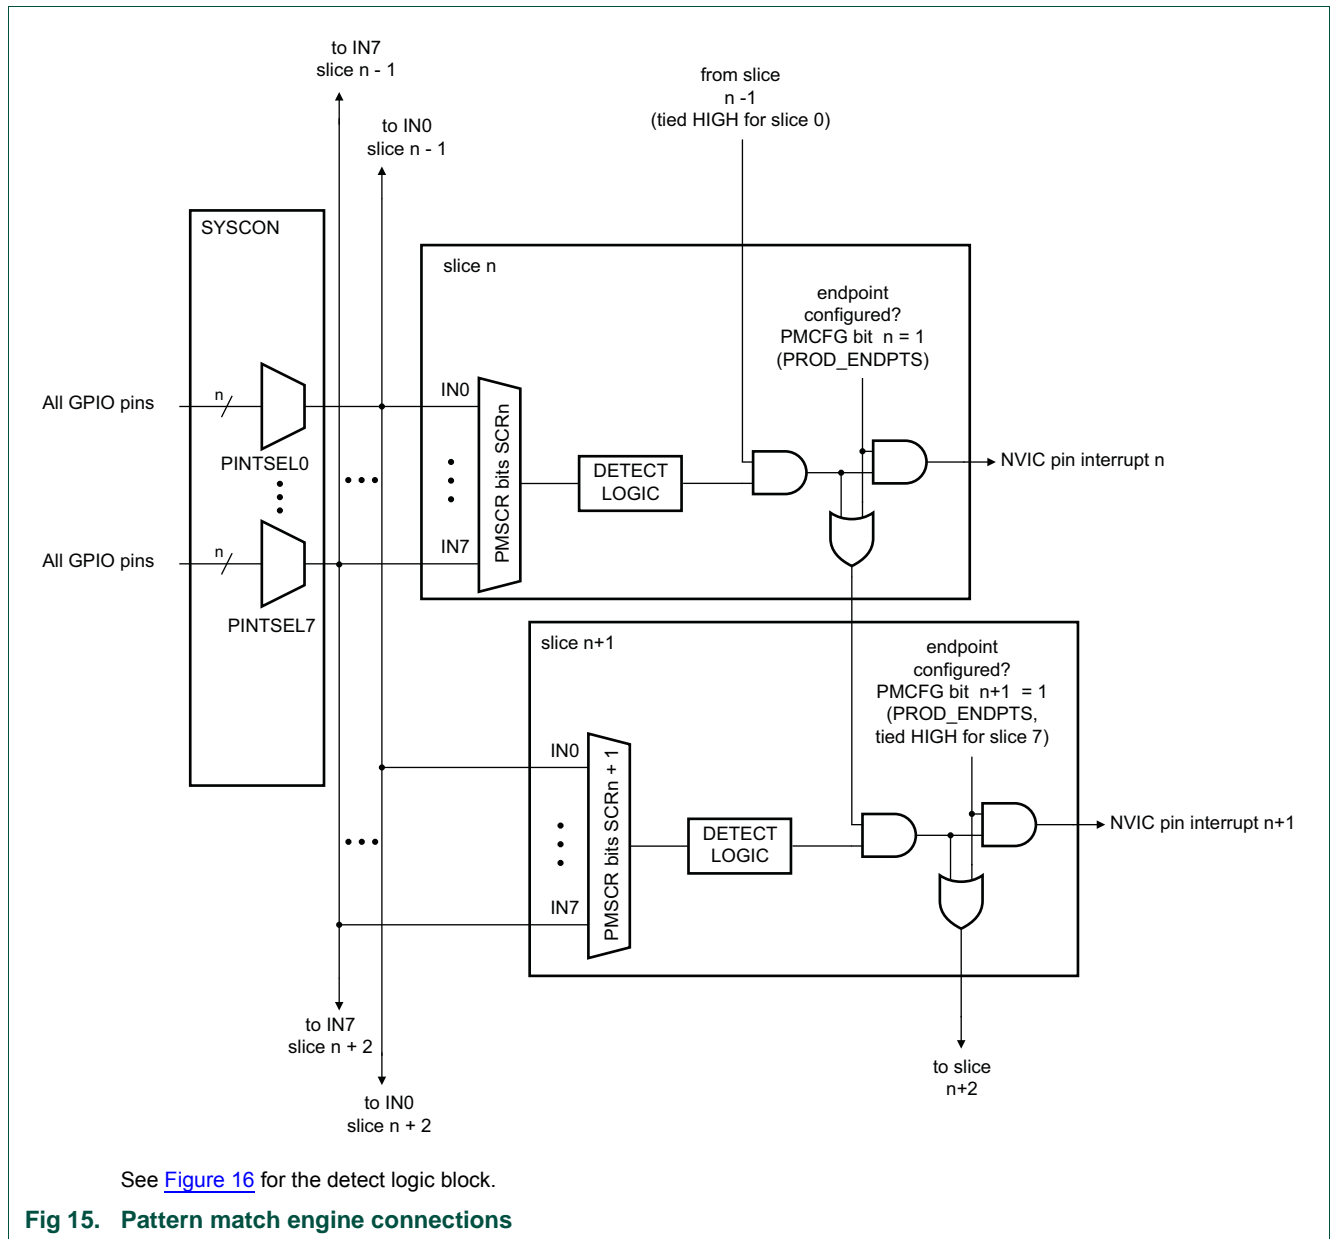 to IN7
slice n - 1
to IN0
slice n - 1
from slice
n -1
(tied HIGH for slice 0)
SYSCON
slice n
endpoint
configured?
PMCFG bit n = 1
(PROD_ENDPTS)
All GPIO pins
n
PINTSEL0
IN0
PMSCR bits SCRn
DETECT
LOGIC
NVIC pin interrupt n
All GPIO pins
n
PINTSEL7
IN7
slice n+1
endpoint
configured?
PMCFG bit n+1 = 1
(PROD_ENDPTS,
tied HIGH for slice 7)
IN0
PMSCR bits SCRn + 1
DETECT
LOGIC
NVIC pin interrupt n+1
IN7
to IN7
slice n + 2
to IN0
slice n + 2
to slice
n+2
See Figure 16 for the detect logic block.
Fig 15. Pattern match engine connections